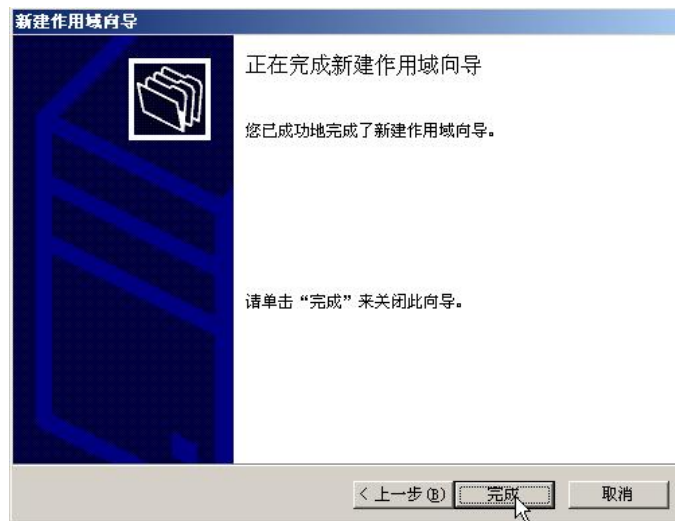 新建作用域向导
正在完成新建作用域向导
您已成功地完成了新建作用域向导。
请单击“完成”来关闭此向导。
< 上一步(B) 完成 取消